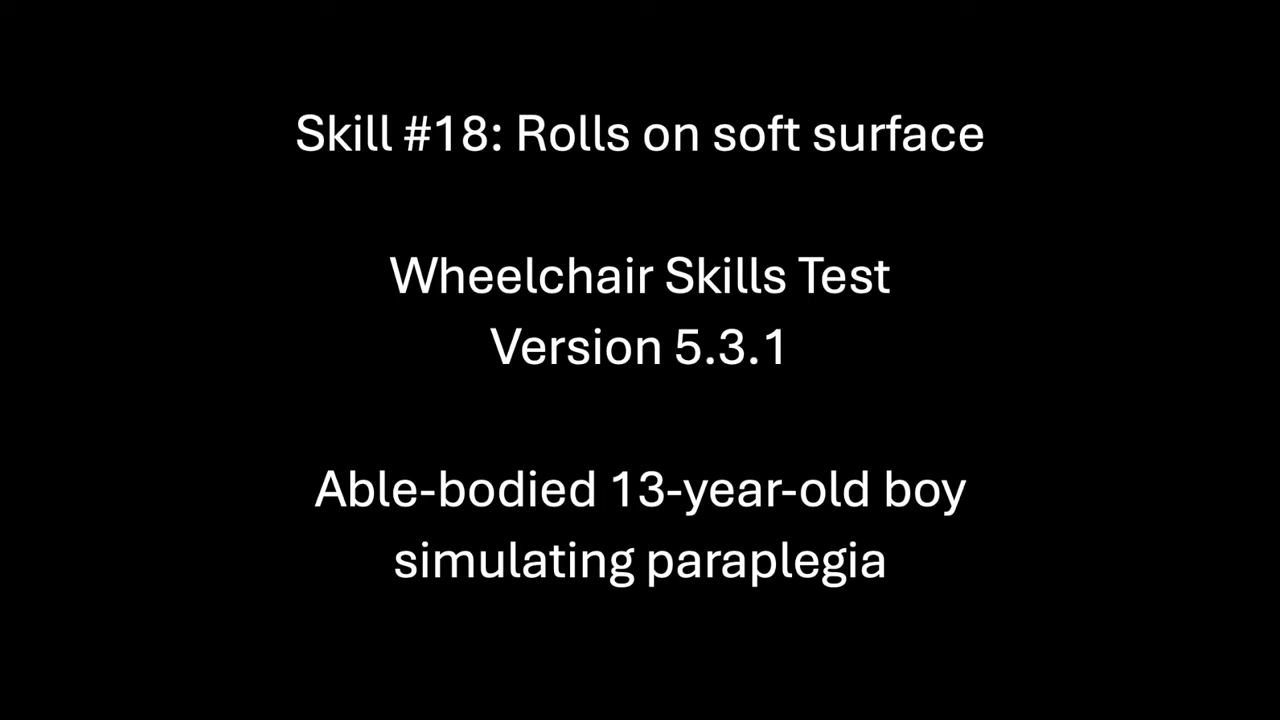 Skill #18: Rolls on soft surface
Wheelchair Skills Test
Version 5.3.1
Able-bodied 13-year-old boy
simulating paraplegia